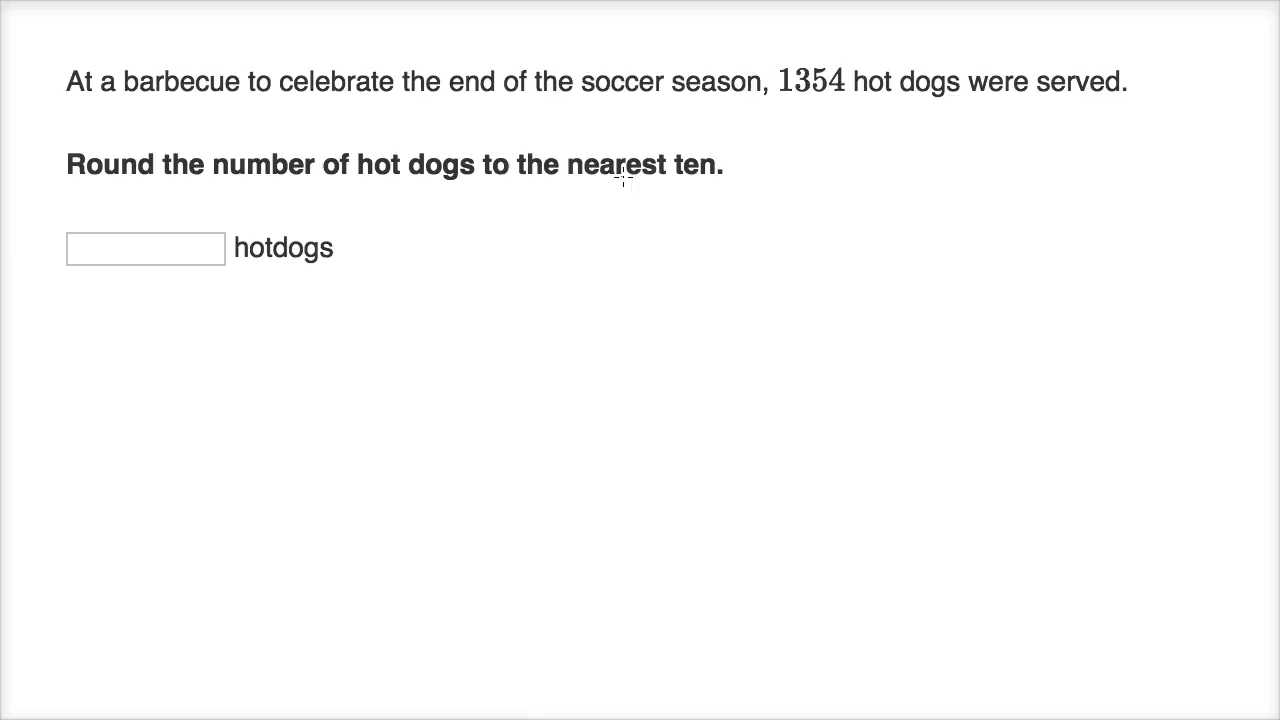 At a barbecue to celebrate the end of the soccer season, 1354 hot dogs were served.
Round the number of hot dogs to the nearest ten.
hotdogs